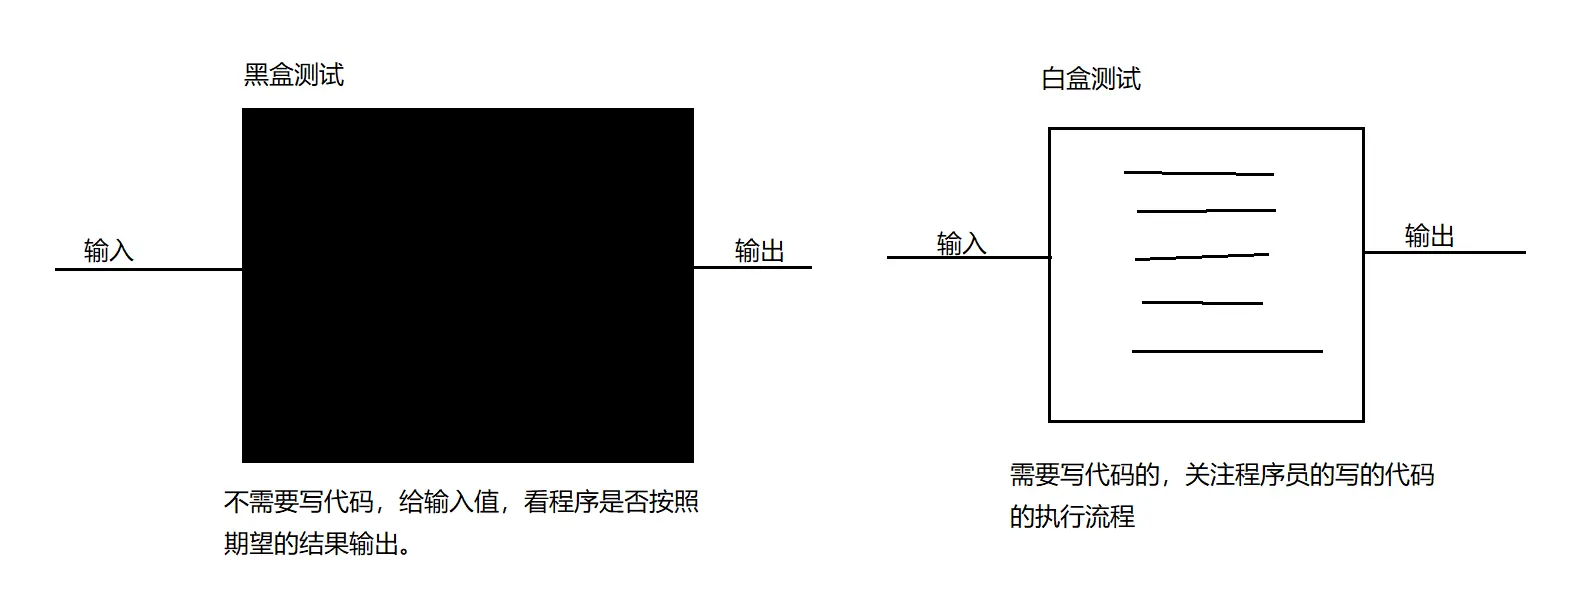 黑盒测试
输入
输出
不需要写代码，给输入值，看程序是否按照
期望的结果输出。
白盒测试
输入
输出
需要写代码的，关注程序员的写的代码
的执行流程